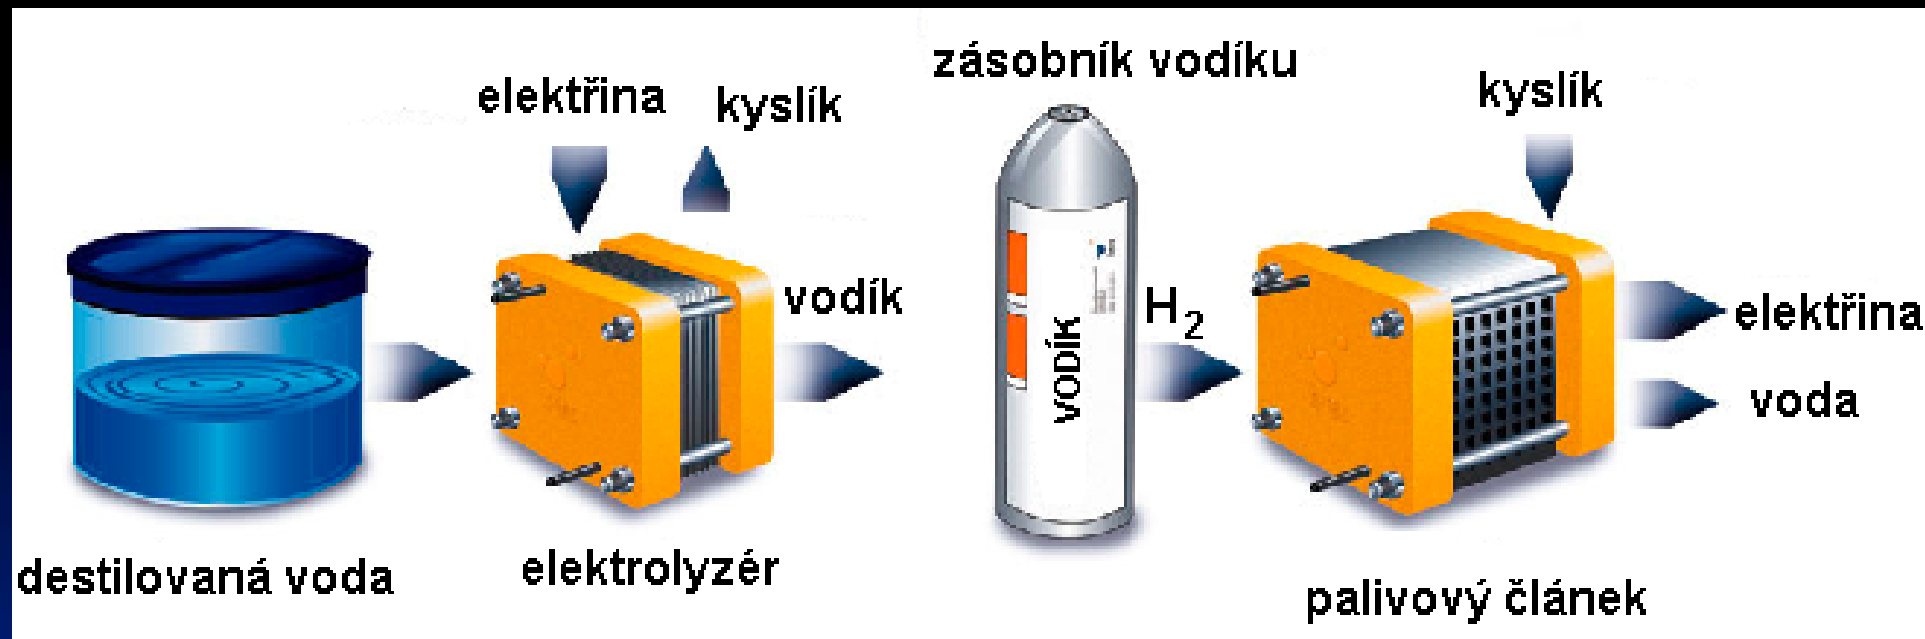 elektřina
kyslík
zásobník vodíku
kyslík
vodík
VODÍK
H₂
elektřina
voda
destilovaná voda
elektrolyzér
palivový článek